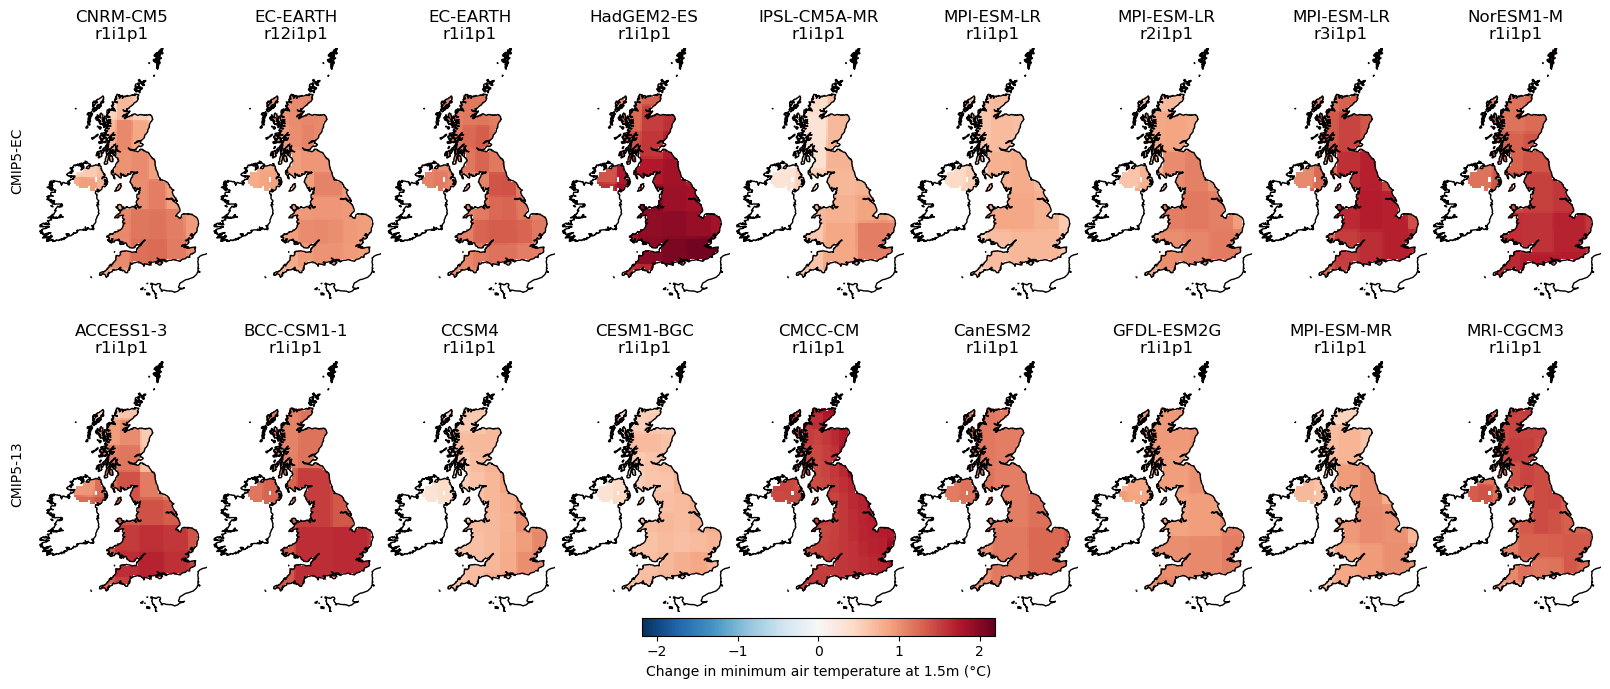 CNRM-CM5
r1i1p1
EC-EARTH
r12i1p1
EC-EARTH
r1i1p1
HadGEM2-ES
r1i1p1
IPSL-CM5A-MR
r1i1p1
MPI-ESM-LR
r1i1p1
MPI-ESM-LR
r2i1p1
MPI-ESM-LR
r3i1p1
NorESM1-M
r1i1p1
CMIP5-EC
ACCESS1-3
r1i1p1
BCC-CSM1-1
r1i1p1
CCSM4
r1i1p1
CESM1-BGC
r1i1p1
CMCC-CM
r1i1p1
CanESM2
r1i1p1
GFDL-ESM2G
r1i1p1
MPI-ESM-MR
r1i1p1
MRI-CGCM3
r1i1p1
CMIP5-13
−2 −1 0 1 2
Change in minimum air temperature at 1.5m (°C)